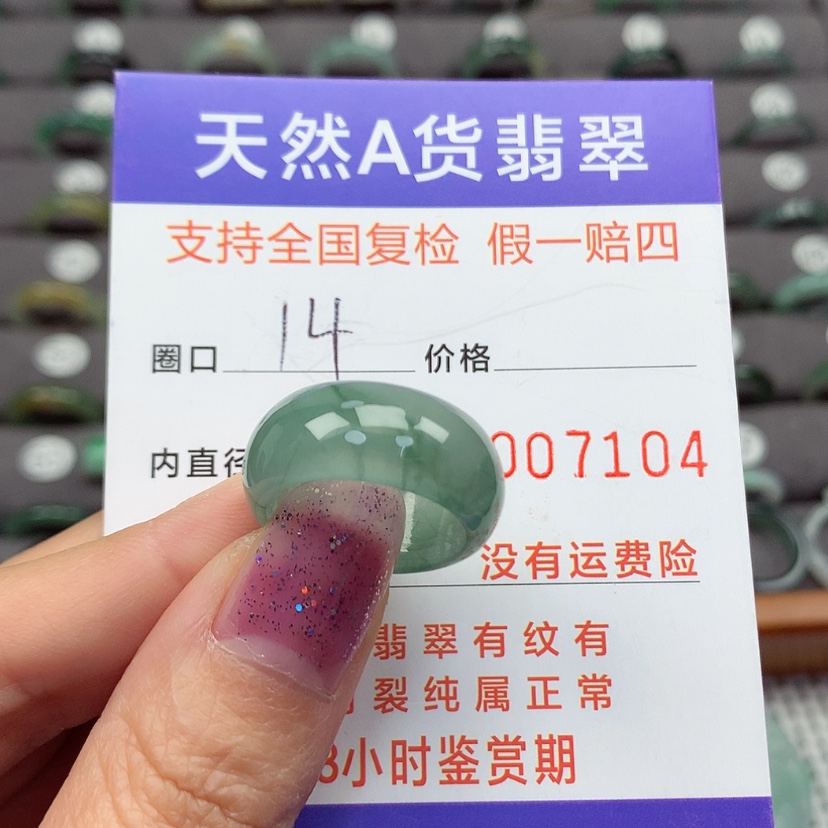 天然A货翡翠
支持全国复检 假一赔四
圈口 14 价格
内直径 007104
没有运费险
翡翠有纹有
裂纯属正常
8小时鉴赏期